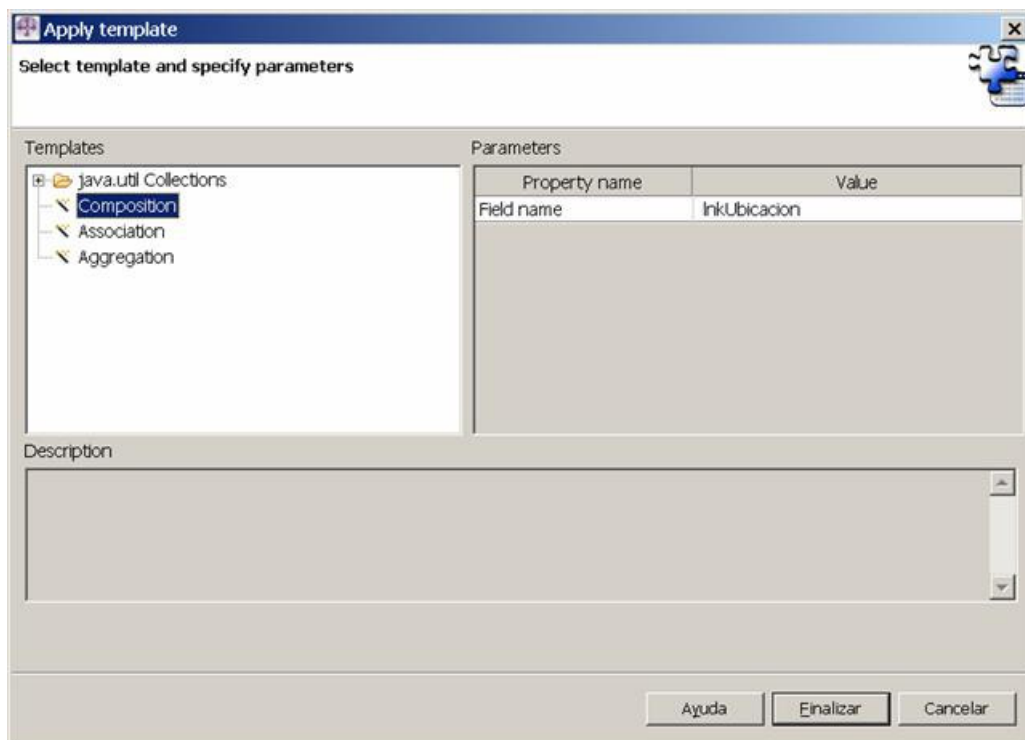 Apply template
Select template and specify parameters
Templates
java.util Collections
Composition
Association
Aggregation
Parameters
Property name Value
Field name lnkUbicacion
Description
Ayuda Finalizar Cancelar